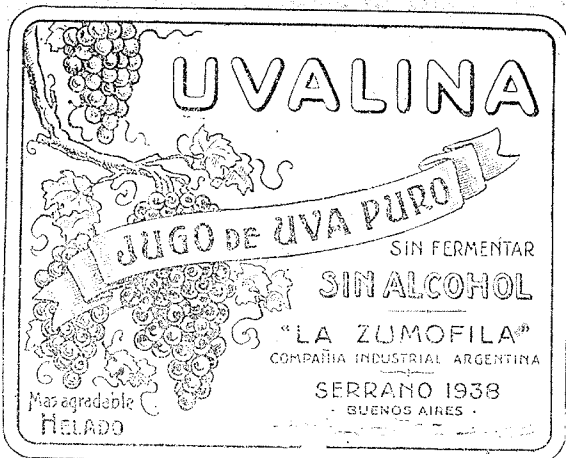 UVALINA
JUGO DE UVA PURO
SIN FERMENTAR
SIN ALCOHOL
"LA ZUMOFILA"
COMPAÑIA INDUSTRIAL ARGENTINA
SERRANO 1938
· BUENOS AIRES ·
Mas agradable
HELADO